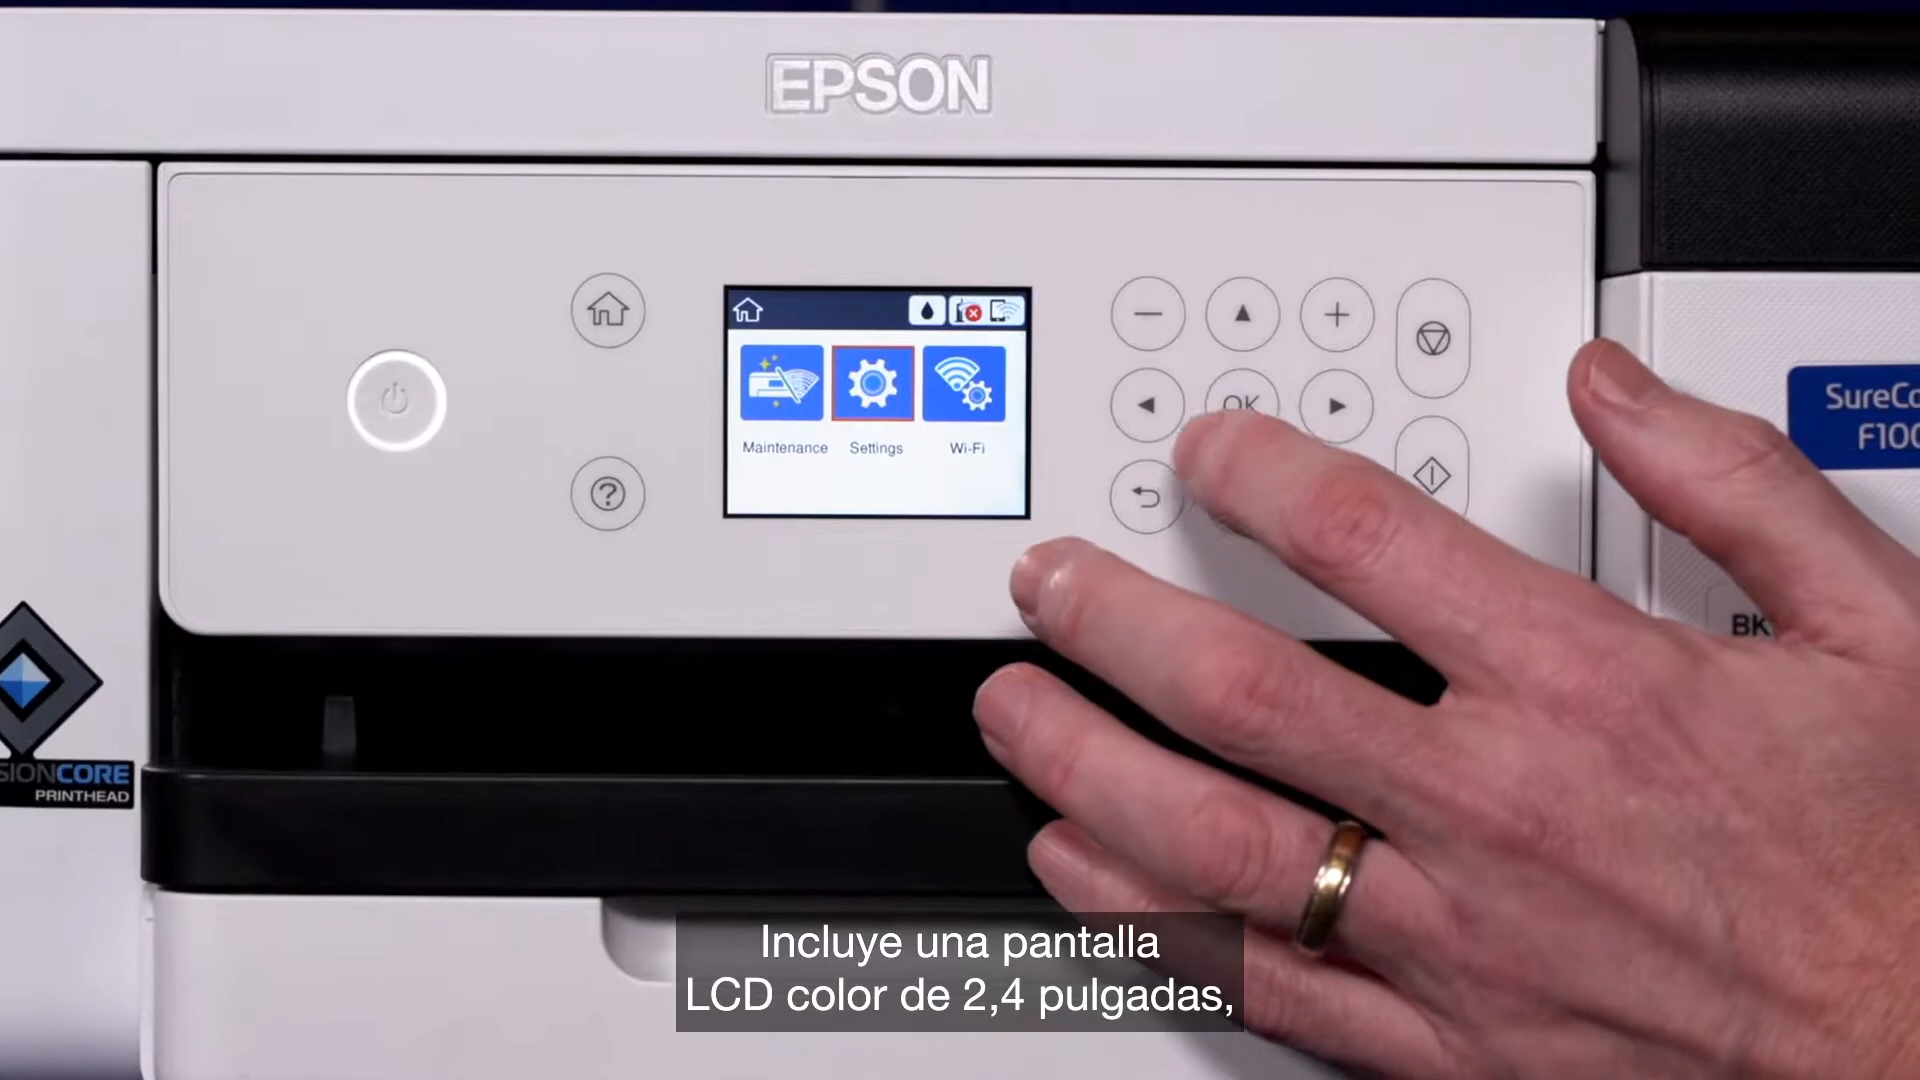 EPSON
Maintenance
Settings
Wi-Fi
OK
SureCo
F100
BK
SIONCORE
PRINTHEAD
Incluye una pantalla
LCD color de 2,4 pulgadas,